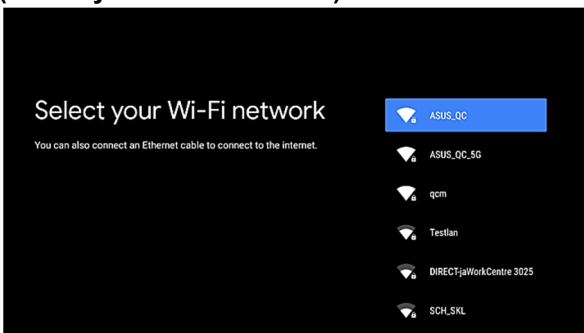 Select your Wi-Fi network
You can also connect an Ethernet cable to connect to the internet.
ASUS_QC
ASUS_QC_5G
qcm
Testlan
DIRECT-jaWorkCentre 3025
SCH_SKL